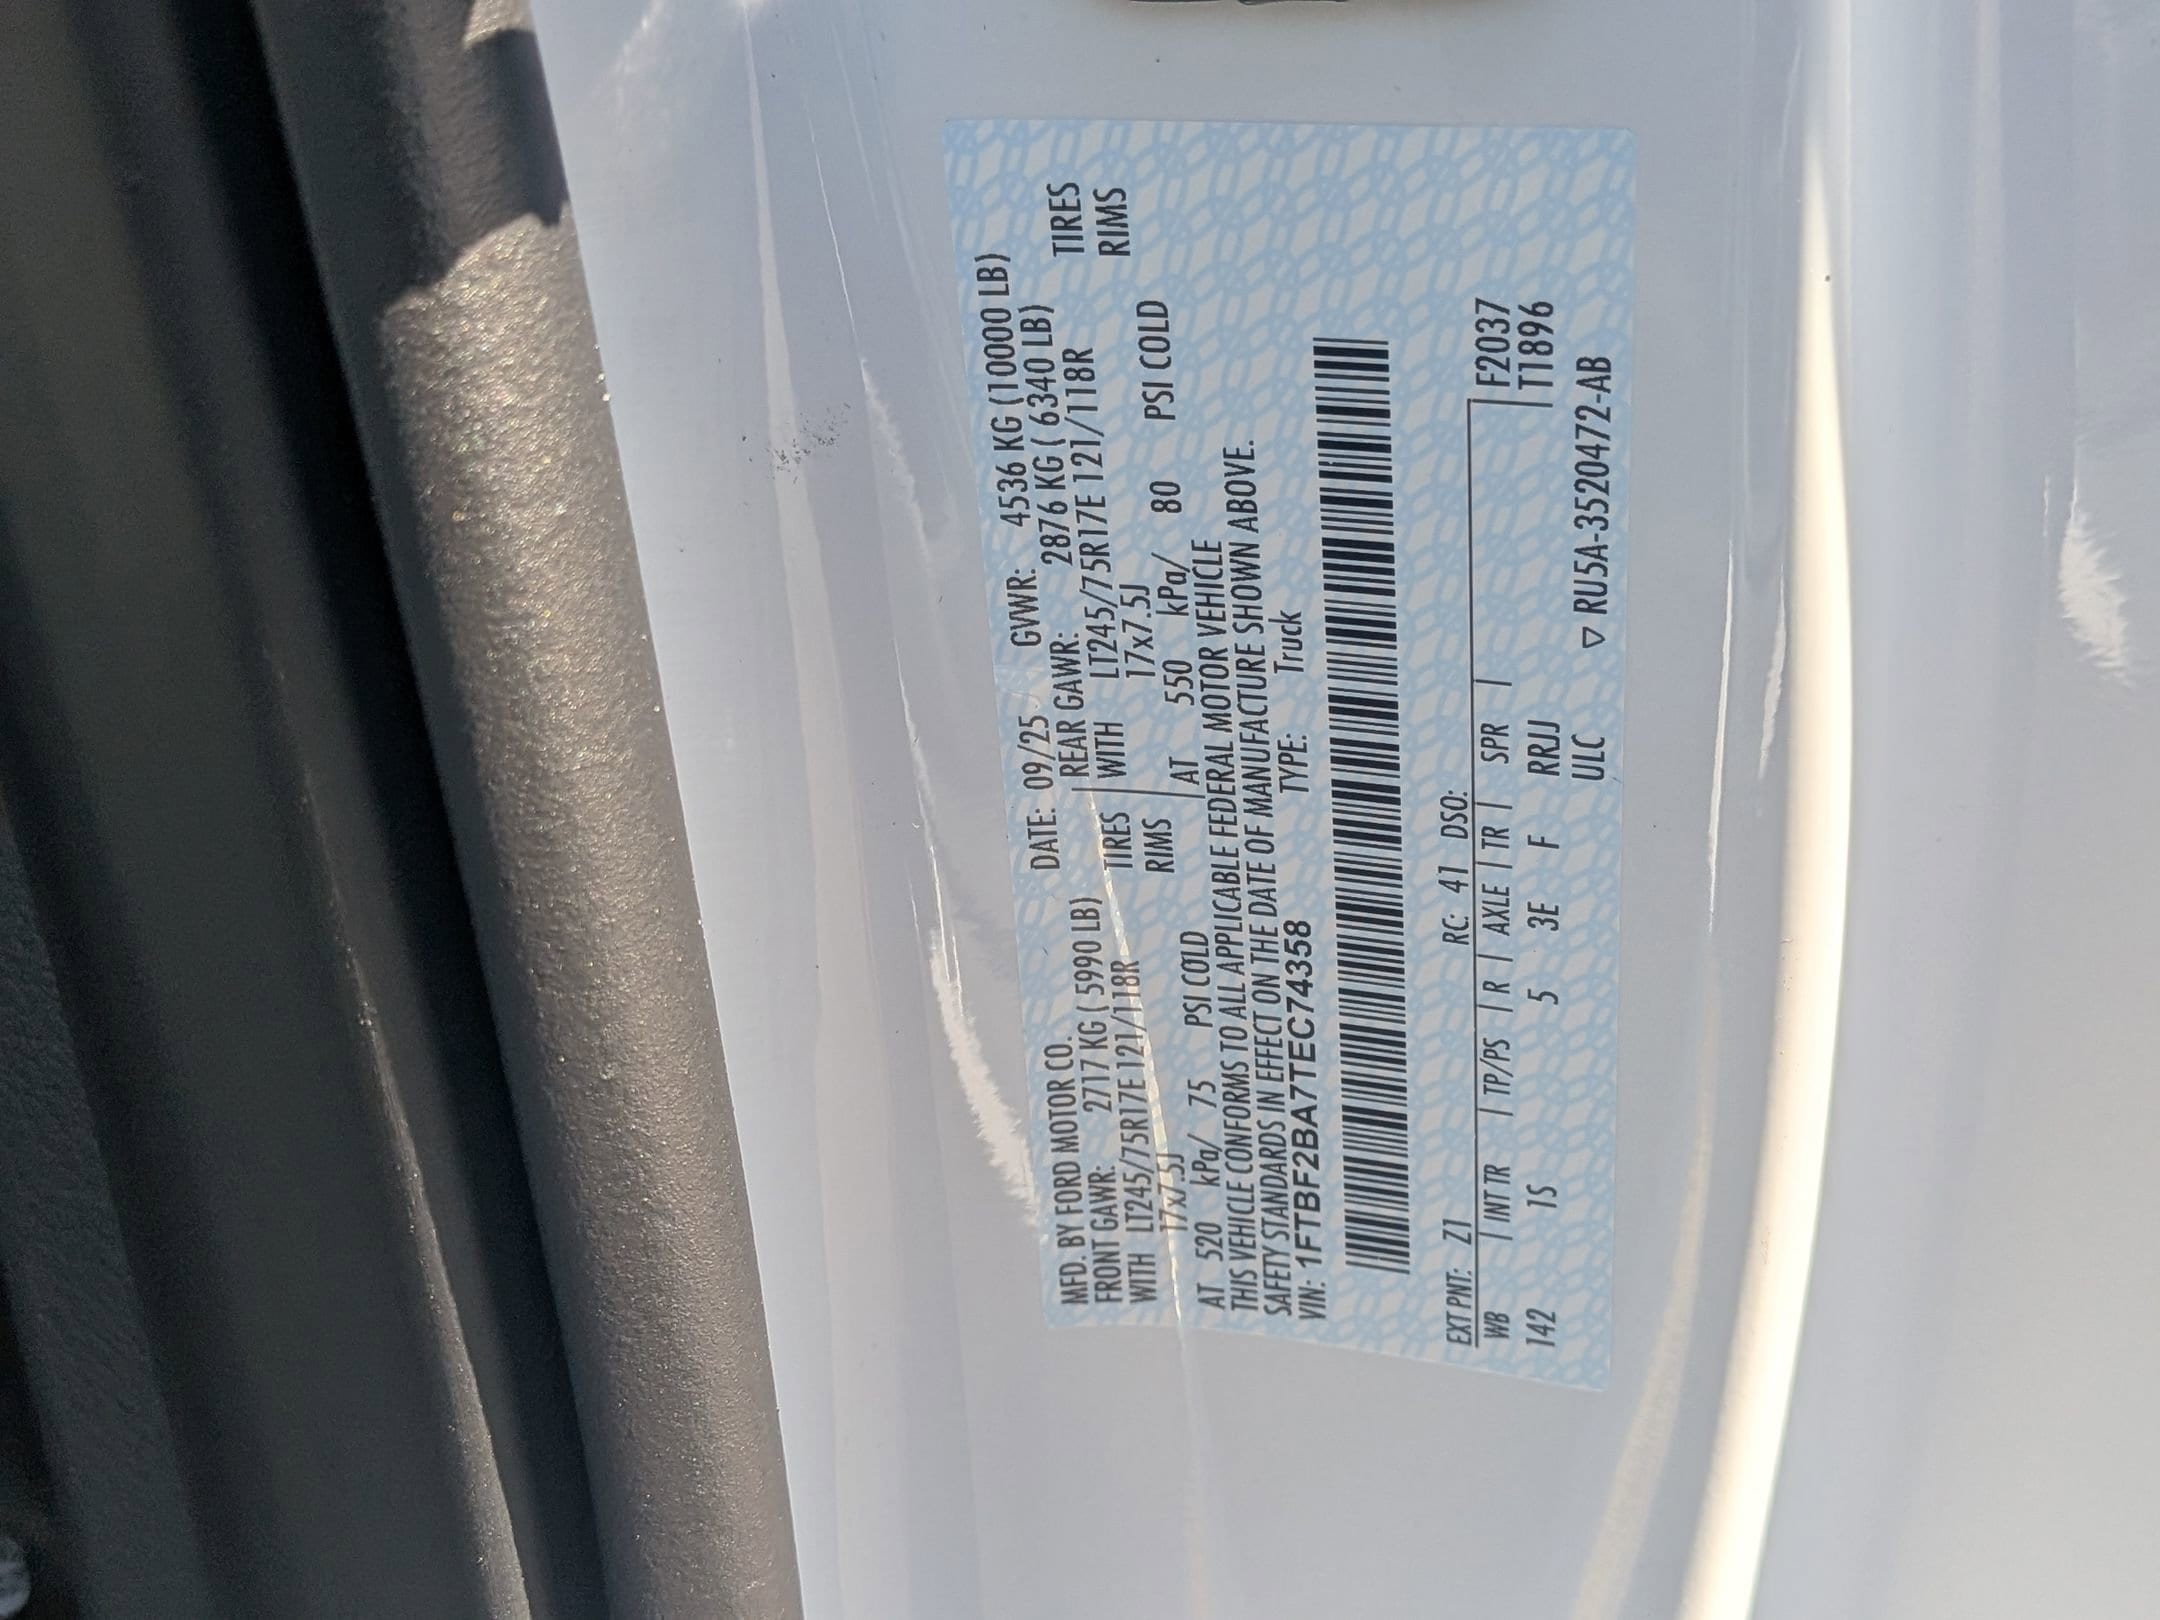 MFD. BY FORD MOTOR CO. DATE: 09/25 GVWR: 4536 KG (10000 LB)
FRONT GAWR: 2717 KG ( 5990 LB) REAR GAWR: 2876 KG ( 6340 LB)
WITH LT245/75R17E 121/118R TIRES WITH LT245/75R17E 121/118R TIRES
17x7.5J RIMS 17x7.5J RIMS
AT 520 kPa/ 75 PSI COLD AT 550 kPa/ 80 PSI COLD
THIS VEHICLE CONFORMS TO ALL APPLICABLE FEDERAL MOTOR VEHICLE
SAFETY STANDARDS IN EFFECT ON THE DATE OF MANUFACTURE SHOWN ABOVE.
VIN: 1FTBF2BA7TEC74358 TYPE: Truck
EXT PNT: Z1 RC: 41 DSO:
WB | INT TR | TP/PS | R | AXLE | TR | SPR | F2037
142 1S 5 3E F RRJJ T1896
ULC ▽ RU5A-3520472-AB